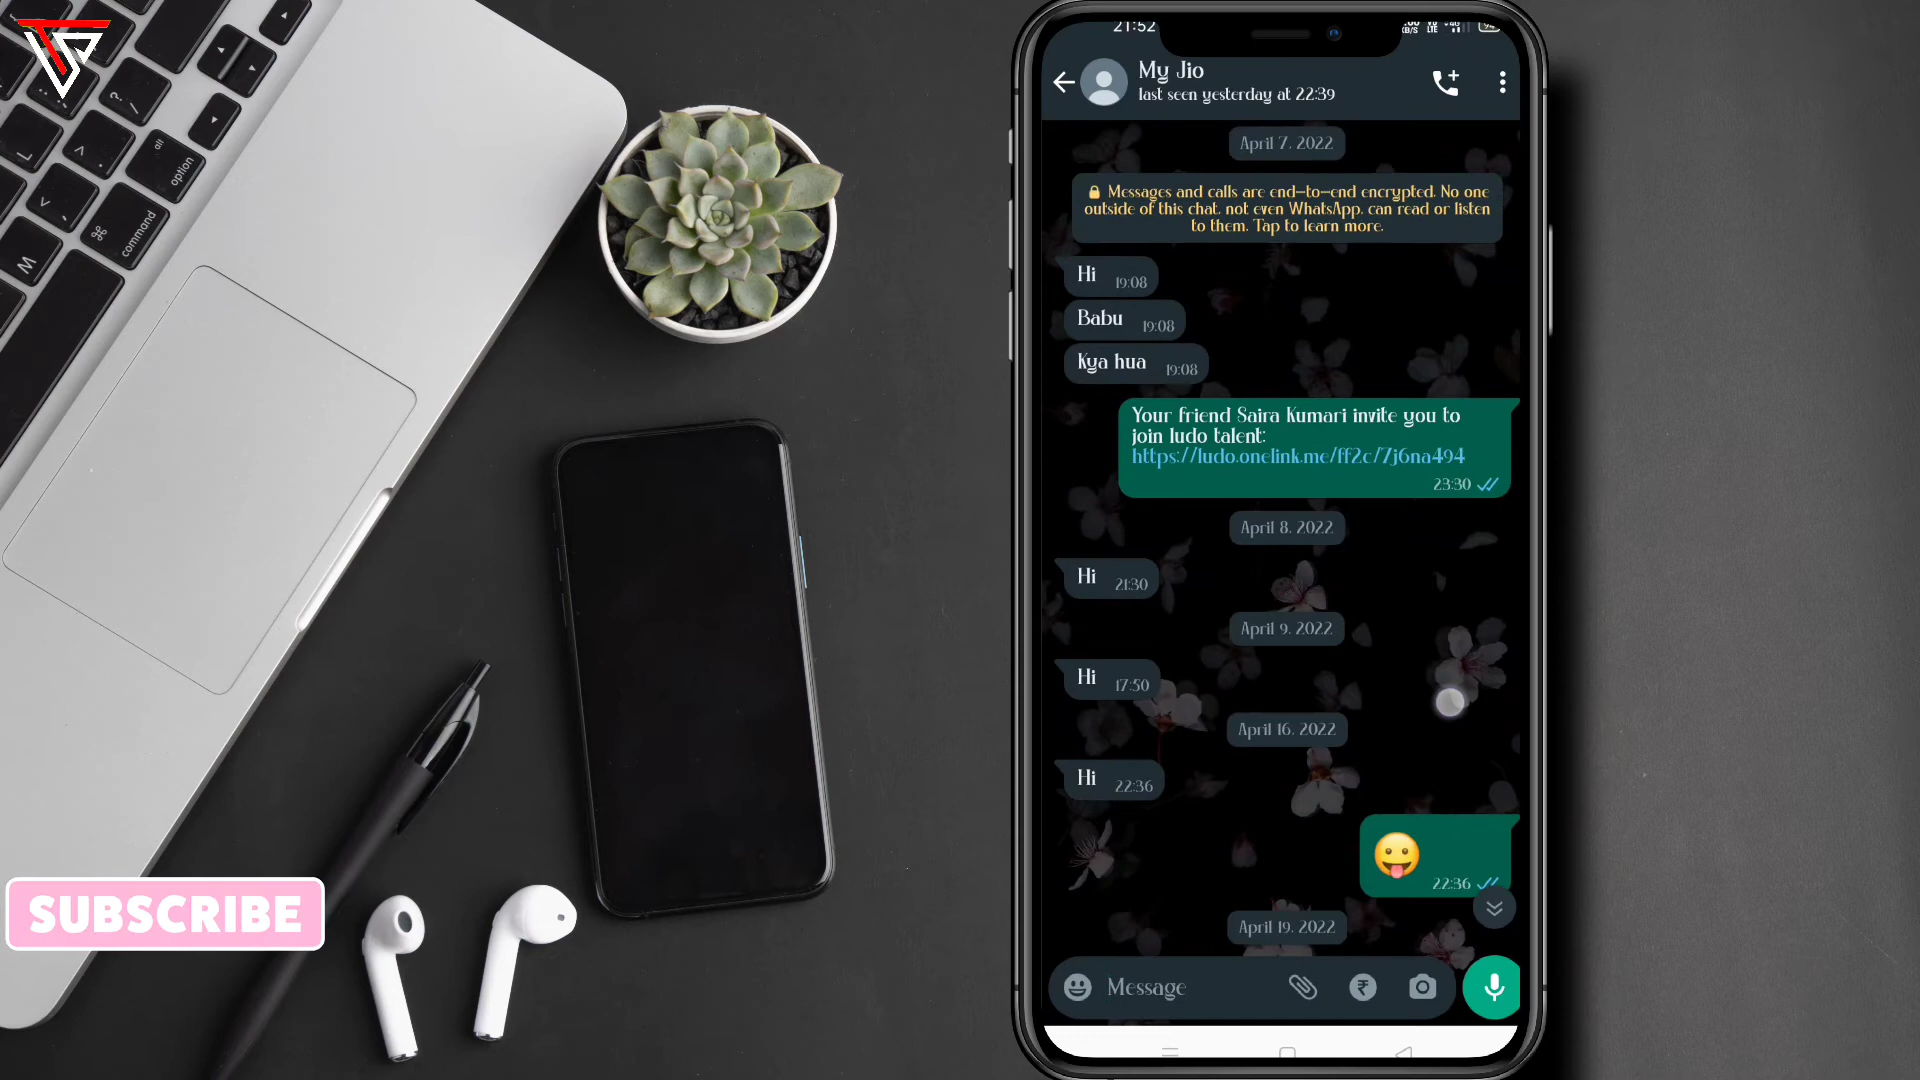 21:52
My Jio
last seen yesterday at 22:39
April 7, 2022
Messages and calls are end-to-end encrypted. No one
outside of this chat, not even WhatsApp, can read or listen
to them. Tap to learn more.
Hi 19:08
Babu 19:08
Kya hua 19:08
Your friend Saira Kumari invite you to
join ludo talent:
https://ludo.onelink.me/ff2c/7j6na494
23:30
April 8, 2022
Hi 21:30
April 9, 2022
Hi 17:50
April 16, 2022
Hi 22:36
22:36
April 19, 2022
Message
SUBSCRIBE
alt
option
command
M